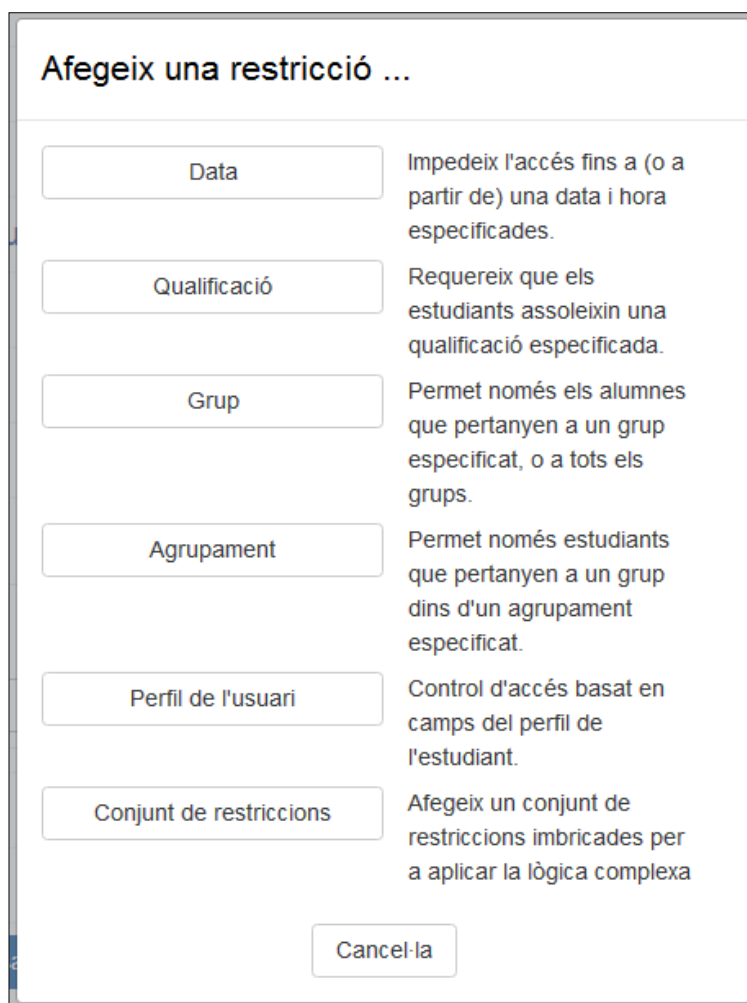 Afegeix una restricció ...
Data
Impedeix l'accés fins a (o a
partir de) una data i hora
especificades.
Qualificació
Requereix que els
estudiants assoleixin una
qualificació especificada.
Grup
Permet només els alumnes
que pertanyen a un grup
especificat, o a tots els
grups.
Agrupament
Permet només estudiants
que pertanyen a un grup
dins d'un agrupament
especificat.
Perfil de l'usuari
Control d'accés basat en
camps del perfil de
l'estudiant.
Conjunt de restriccions
Afegeix un conjunt de
restriccions imbricades per
a aplicar la lògica complexa
Cancel·la